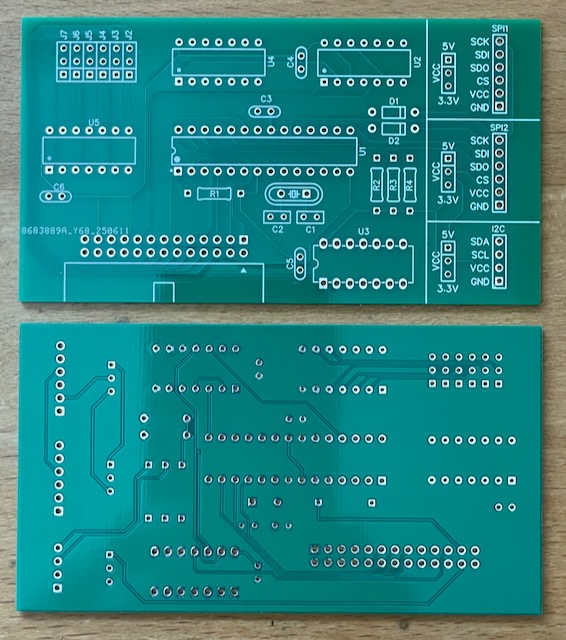 J7 J6 J5 J4 J3 J2
U4
C4
U2
5V
VCC
3.3V
SPI1
SCK
SDI
SDO
CS
VCC
GND
C3
D1
D2
U5
U1
C6
R1
R2 R3 R4
C2 C1
5V
VCC
3.3V
SPI2
SCK
SDI
SDO
CS
VCC
GND
868J889A_Y68_250611
C5
U3
5V
VCC
3.3V
I2C
SDA
SCL
VCC
GND